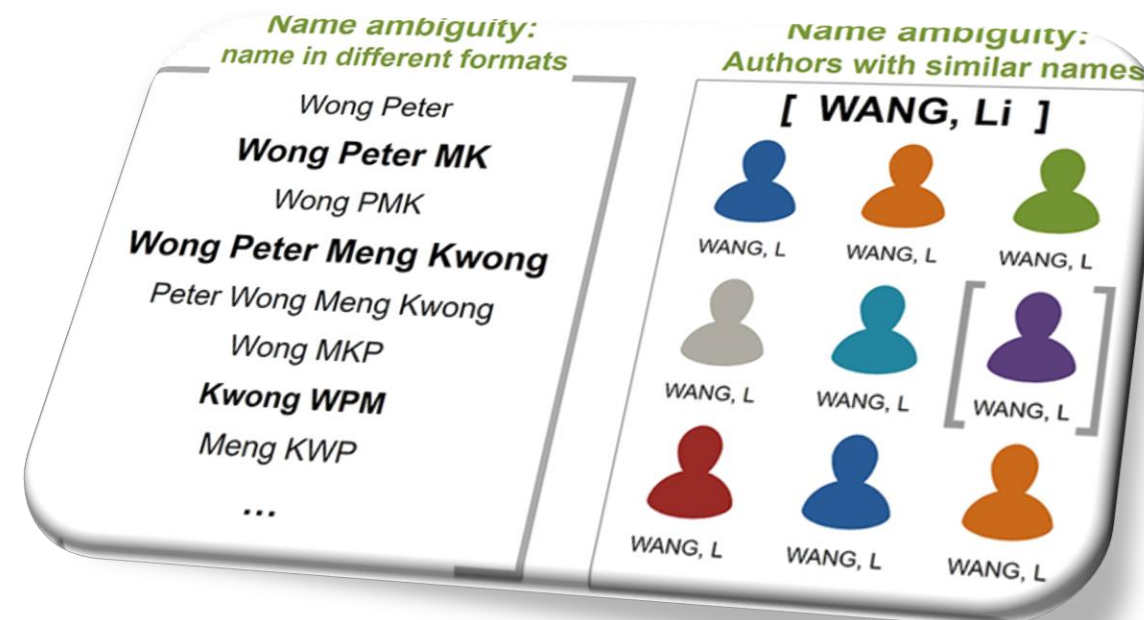 Name ambiguity:
name in different formats
Wong Peter
Wong Peter MK
Wong PMK
Wong Peter Meng Kwong
Peter Wong Meng Kwong
Wong MKP
Kwong WPM
Meng KWP
...
Name ambiguity:
Authors with similar names
[ WANG, Li ]
WANG, L WANG, L WANG, L
WANG, L WANG, L WANG, L
WANG, L WANG, L WANG, L